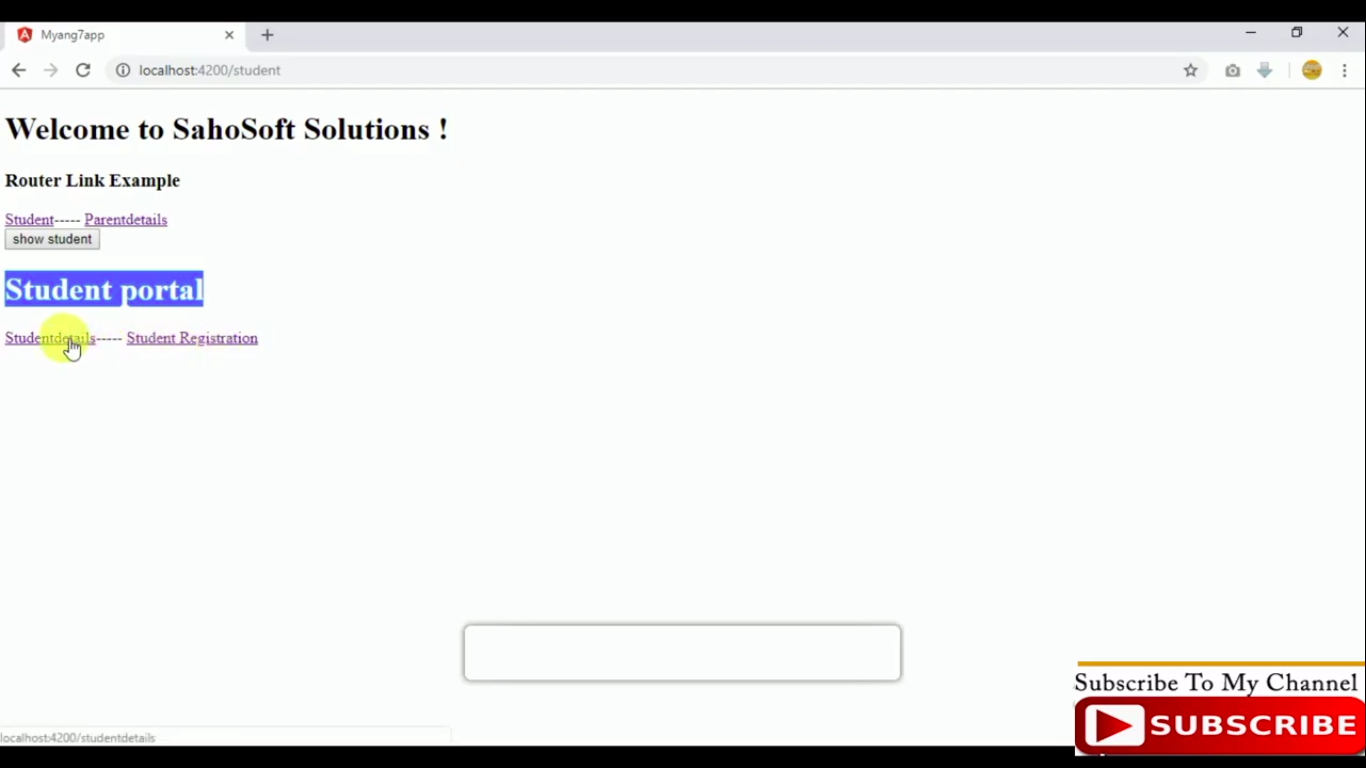 Myang7app
localhost:4200/student
Welcome to SahoSoft Solutions !
Router Link Example
Student----- Parentdetails
show student
Student portal
Studentdetails----- Student Registration
Subscribe To My Channel
SUBSCRIBE
localhost:4200/studentdetails